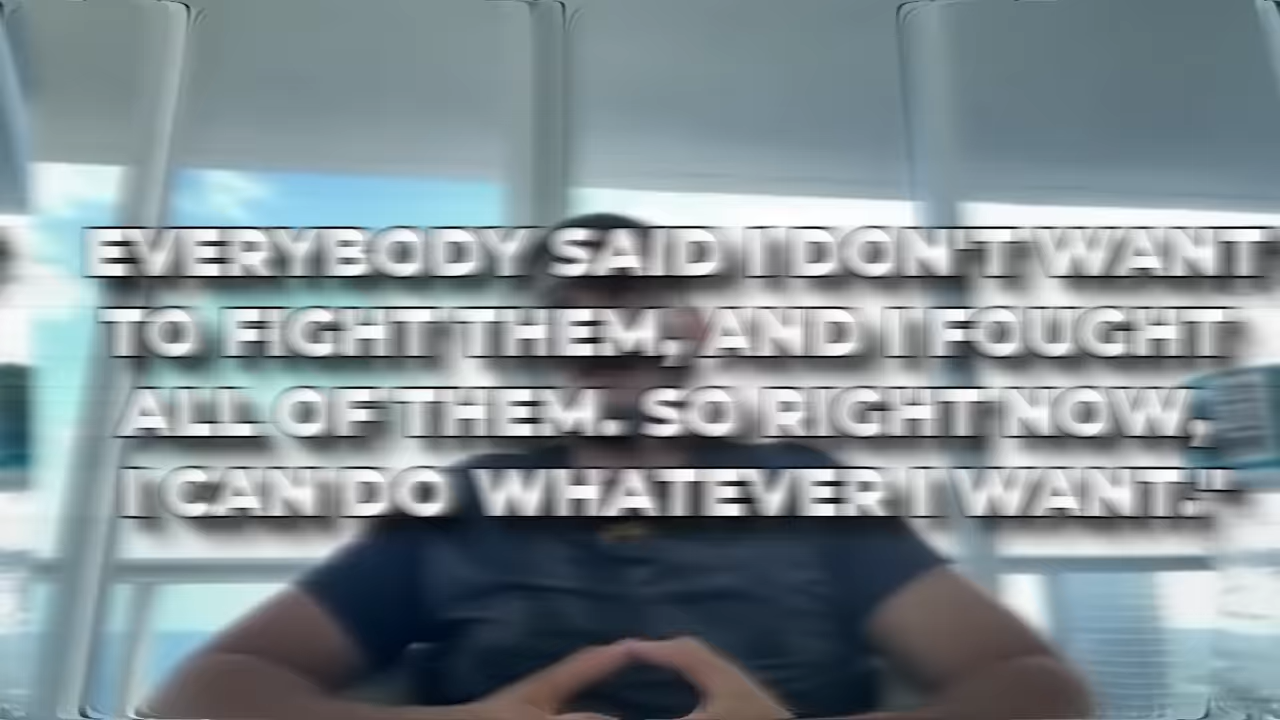 EVERYBODY SAID I DON'T WANT
TO FIGHT THEM, AND I FOUGHT
ALL OF THEM. SO RIGHT NOW,
I CAN DO WHATEVER I WANT."